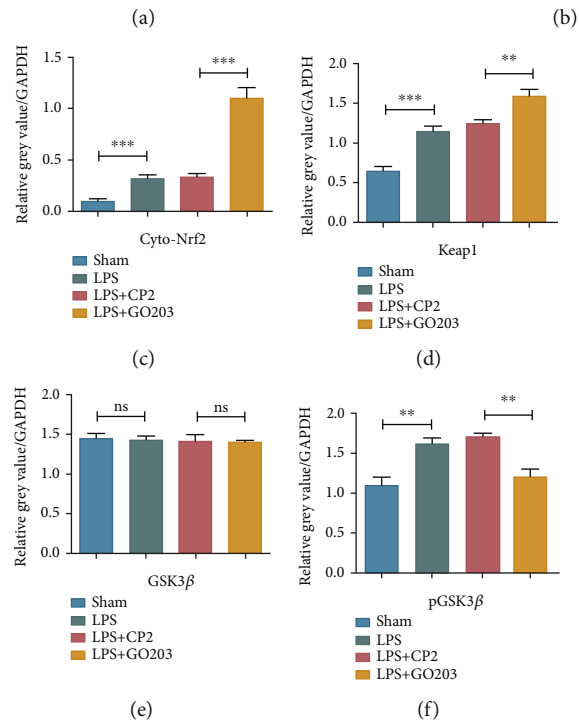 (a)
(b)
Relative grey value/GAPDH
1.5
1.0
0.5
0.0
***
***
Cyto-Nrf2
Sham
LPS
LPS+CP2
LPS+GO203
(c)
Relative grey value/GAPDH
2.0
1.5
1.0
0.5
0.0
***
**
Keap1
Sham
LPS
LPS+CP2
LPS+GO203
(d)
Relative grey value/GAPDH
2.0
1.5
1.0
0.5
0.0
ns
ns
GSK3β
Sham
LPS
LPS+CP2
LPS+GO203
(e)
Relative grey value/GAPDH
2.0
1.5
1.0
0.5
0.0
**
**
pGSK3β
Sham
LPS
LPS+CP2
LPS+GO203
(f)